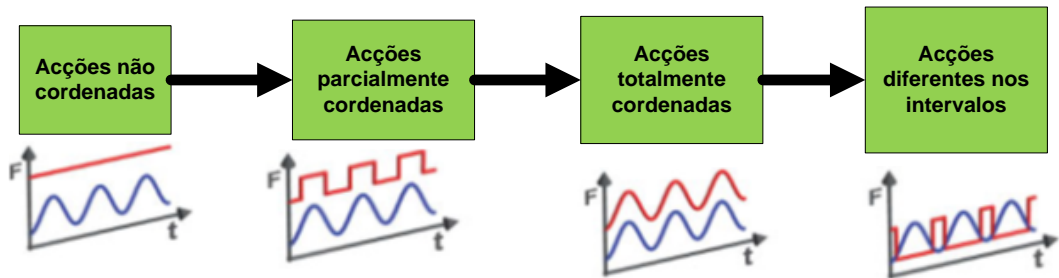 Acções não
cordenadas
Acções
parcialmente
cordenadas
Acções
totalmente
cordenadas
Acções
diferentes nos
intervalos
F
t
F
t
F
t
F
t